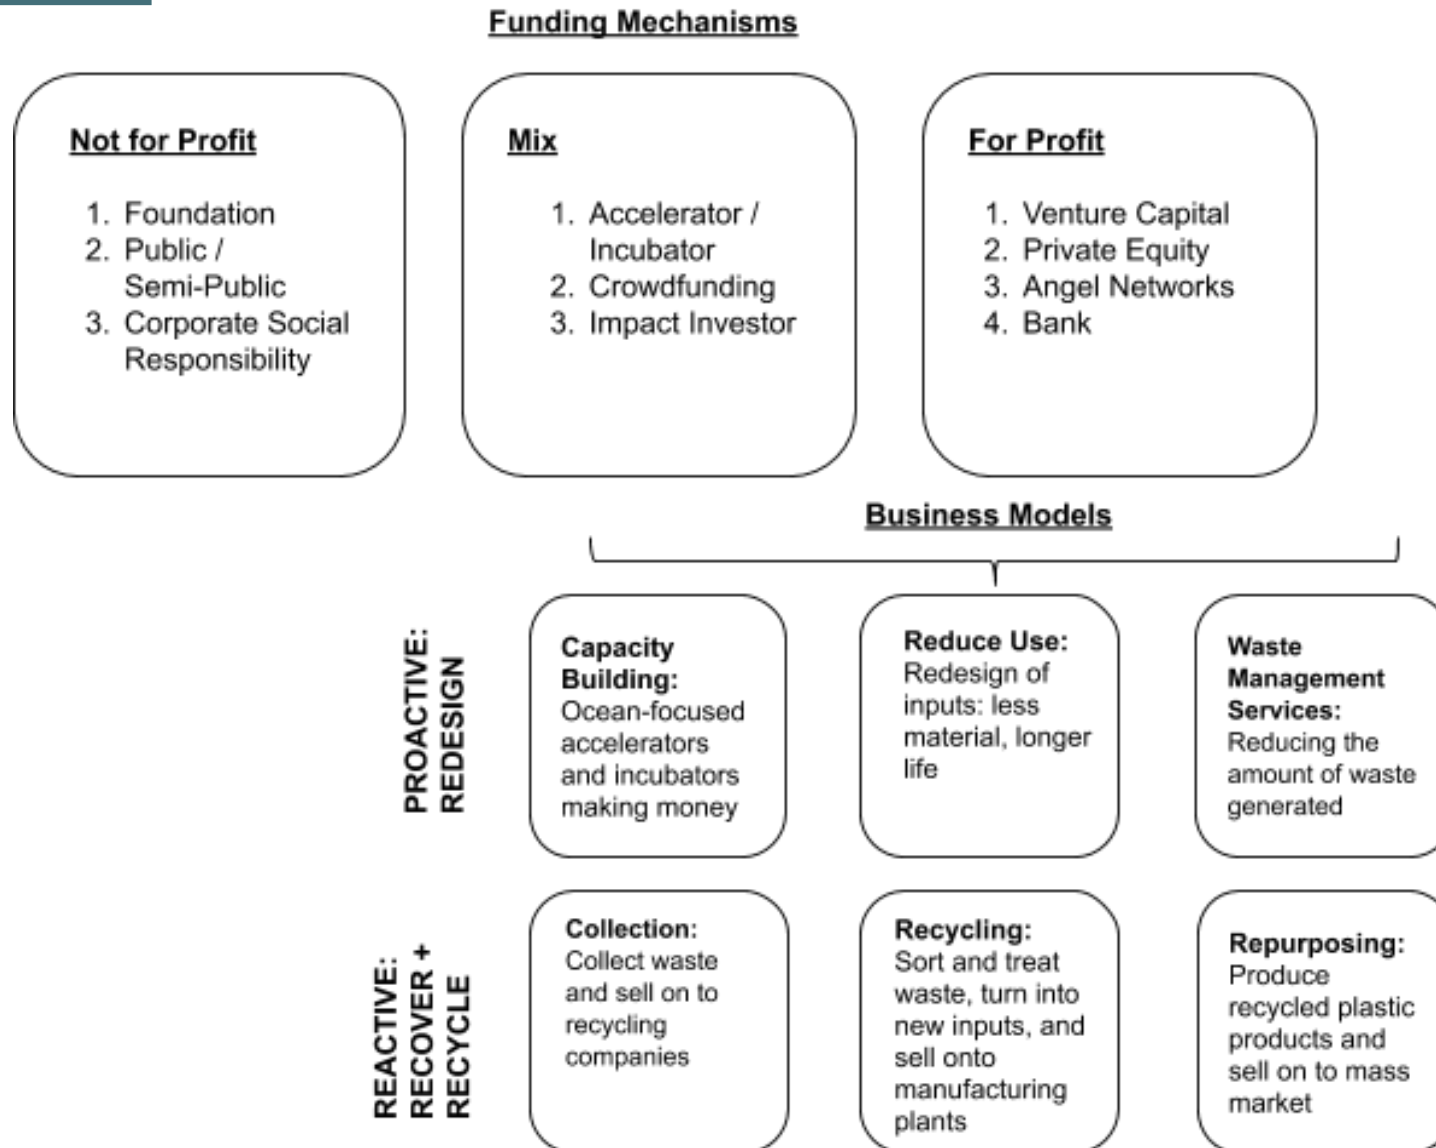 Funding Mechanisms
Not for Profit
1. Foundation
2. Public /
Semi-Public
3. Corporate Social
Responsibility
Mix
1. Accelerator /
Incubator
2. Crowdfunding
3. Impact Investor
For Profit
1. Venture Capital
2. Private Equity
3. Angel Networks
4. Bank
Business Models
PROACTIVE:
REDESIGN
Capacity
Building:
Ocean-focused
accelerators
and incubators
making money
Reduce Use:
Redesign of
inputs: less
material, longer
life
Waste
Management
Services:
Reducing the
amount of waste
generated
REACTIVE:
RECOVER +
RECYCLE
Collection:
Collect waste
and sell on to
recycling
companies
Recycling:
Sort and treat
waste, turn into
new inputs, and
sell onto
manufacturing
plants
Repurposing:
Produce
recycled plastic
products and
sell on to mass
market